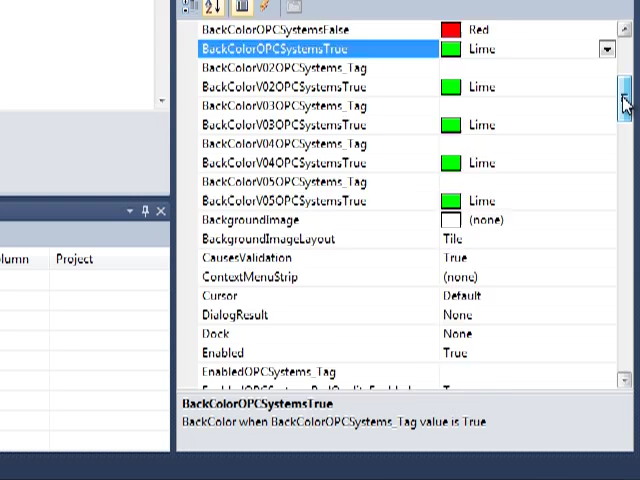 BackColorOPCSystemsFalse Red
BackColorOPCSystemsTrue Lime
BackColorV02OPCSystems_Tag
BackColorV02OPCSystemsTrue Lime
BackColorV03OPCSystems_Tag
BackColorV03OPCSystemsTrue Lime
BackColorV04OPCSystems_Tag
BackColorV04OPCSystemsTrue Lime
BackColorV05OPCSystems_Tag
BackColorV05OPCSystemsTrue Lime
BackgroundImage (none)
BackgroundImageLayout Tile
CausesValidation True
ContextMenuStrip (none)
Cursor Default
DialogResult None
Dock None
Enabled True
EnabledOPCSystems_Tag
BackColorOPCSystemsTrue
BackColor when BackColorOPCSystems_Tag value is True
olumn Project